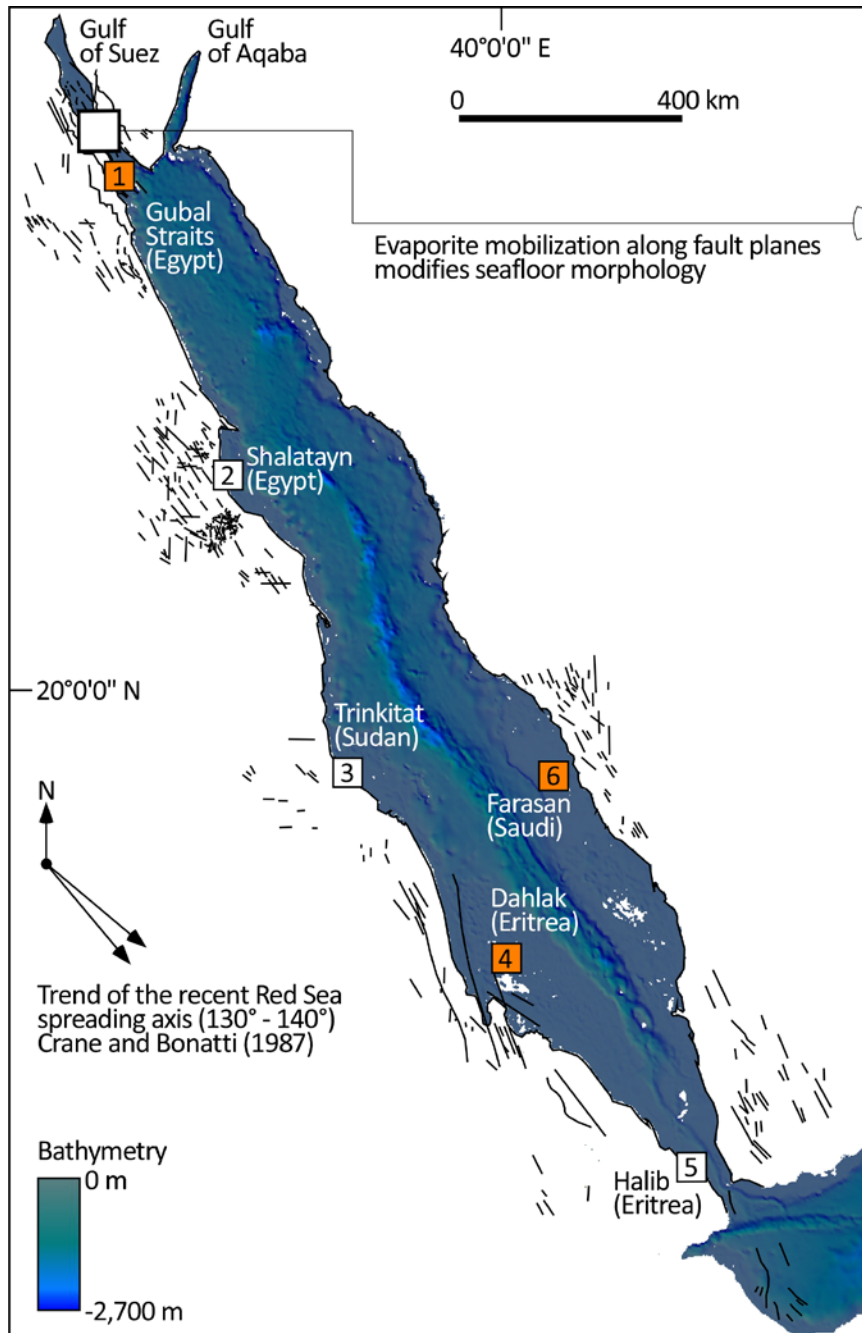 Gulf
of Suez
Gulf
of Aqaba
40°0'0" E
0
400 km
1
Gubal
Straits
(Egypt)
Evaporite mobilization along fault planes
modifies seafloor morphology
2
Shalatayn
(Egypt)
20°0'0" N
Trinkitat
(Sudan)
3
6
Farasan
(Saudi)
N
Dahlak
(Eritrea)
4
Trend of the recent Red Sea
spreading axis (130° - 140°)
Crane and Bonatti (1987)
Bathymetry
0 m
-2,700 m
5
Halib
(Eritrea)